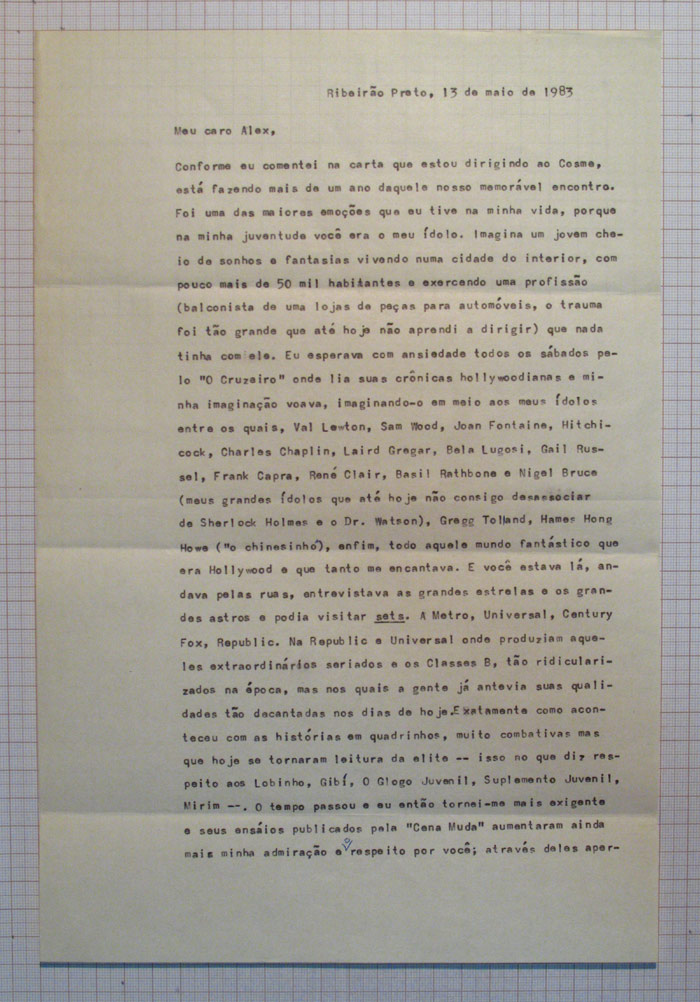 Ribeirão Preto, 13 de maio de 1983
Meu caro Alex,
Conforme eu comentei na carta que estou dirigindo ao Cosme,
está fazendo mais de um ano daquele nosso memorável encontro.
Foi uma das maiores emoções que eu tive na minha vida, porque
na minha juventude você era o meu ídolo. Imagina um jovem che-
io de sonhos e fantasias vivendo numa cidade do interior, com
pouco mais de 50 mil habitantes e exercendo uma profissão
(balconista de uma lojas de peças para automóveis, o trauma
foi tão grande que até hoje não aprendi a dirigir) que nada
tinha com ele. Eu esperava com ansiedade todos os sábados pe-
lo "O Cruzeiro" onde lia suas crônicas hollywoodianas e mi-
nha imaginação voava, imaginando-o em meio aos meus ídolos
entre os quais, Val Lewton, Sam Wood, Joan Fontaine, Hitchi-
cock, Charles Chaplin, Laird Gregar, Bela Lugosi, Gail Rus-
sel, Frank Capra, René Clair, Basil Rathbone e Nigel Bruce
(meus grandes ídolos que até hoje não consigo desassociar
de Sherlock Holmes e o Dr. Watson), Gregg Tolland, Hames Hong
Howe ("o chinesinho"), enfim, todo aquele mundo fantástico que
era Hollywood e que tanto me encantava. E você estava lá, an-
dava pelas ruas, entrevistava as grandes estrelas e os gran-
des astros e podia visitar sets. A Metro, Universal, Century
Fox, Republic. Na Republic e Universal onde produziam aque-
les extraordinários seriados e os Classes B, tão ridiculari-
zados na época, mas nos quais a gente já antevia suas quali-
dades tão decantadas nos dias de hoje.Exatamente como acon-
teceu com as histórias em quadrinhos, muito combativas mas
que hoje se tornaram leitura da elite -- isso no que diz res-
peito aos Lobinho, Gibí, O Glogo Juvenil, Suplemento Juvenil,
Mirim --. O tempo passou e eu então tornei-me mais exigente
e seus ensáios publicados pela "Cena Muda" aumentaram ainda
mais minha admiração e o respeito por você; através deles aper-